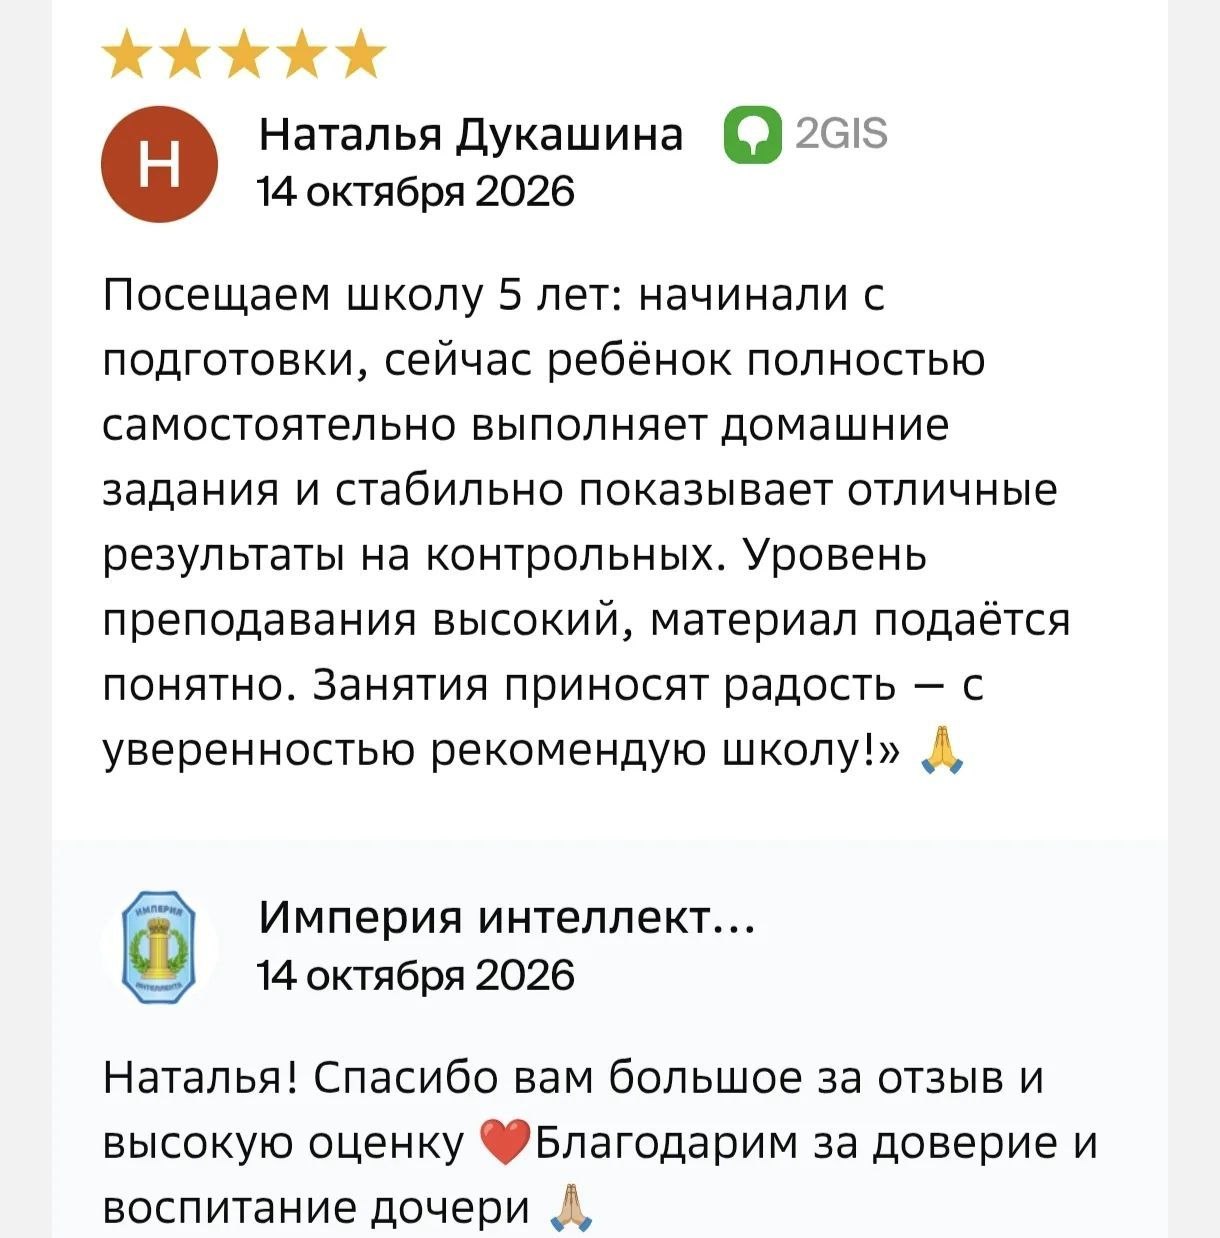 Н
Наталья Дукашина
2GIS
14 октября 2026
Посещаем школу 5 лет: начинали с
подготовки, сейчас ребёнок полностью
самостоятельно выполняет домашние
задания и стабильно показывает отличные
результаты на контрольных. Уровень
преподавания высокий, материал подаётся
понятно. Занятия приносят радость — с
уверенностью рекомендую школу!» 🙏
ИМПЕРИЯ
ИНТЕЛЛЕКТА
Империя интеллект...
14 октября 2026
Наталья! Спасибо вам большое за отзыв и
высокую оценку ❤️Благодарим за доверие и
воспитание дочери 🙏🏼